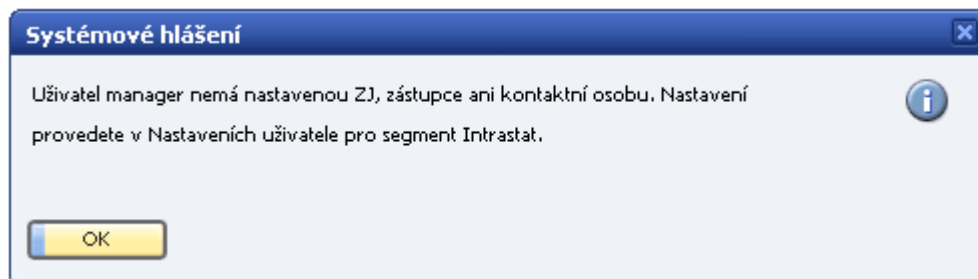 Systémové hlášení
Uživatel manager nemá nastavenou ZJ, zástupce ani kontaktní osobu. Nastavení
provedete v Nastaveních uživatele pro segment Intrastat.
OK